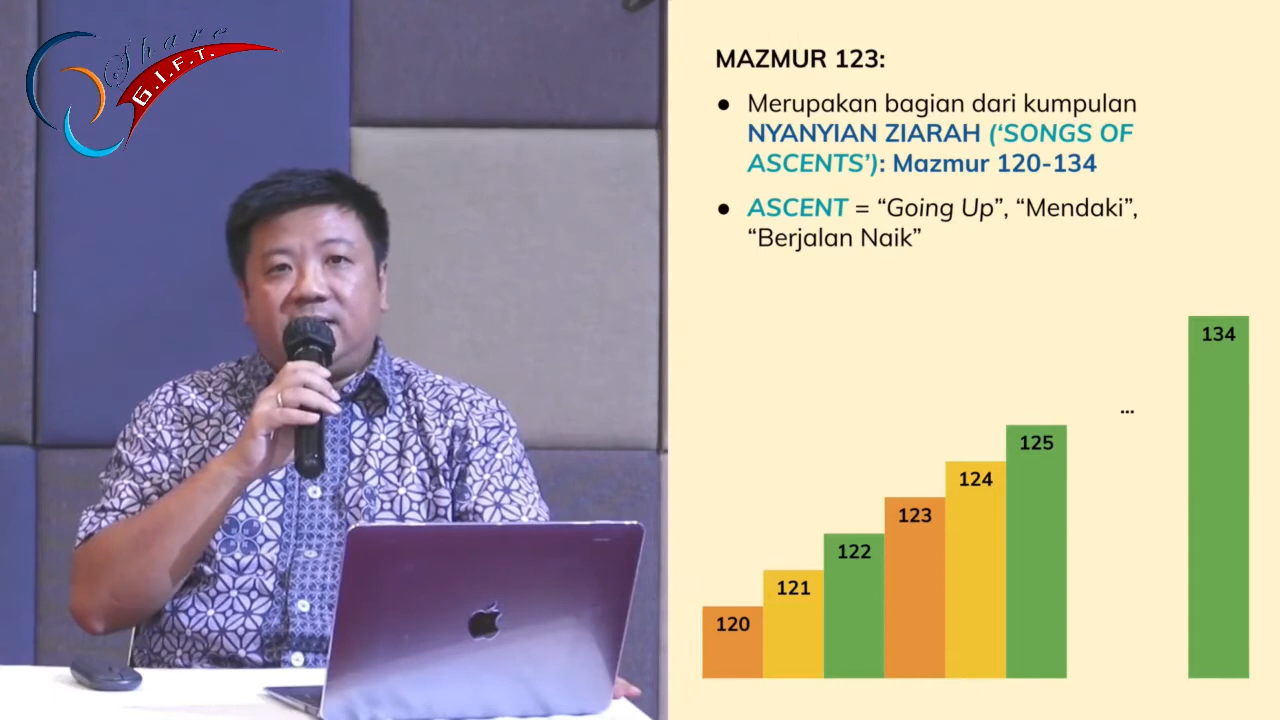 Share
G.I.F.T.
MAZMUR 123:
● Merupakan bagian dari kumpulan
NYANYIAN ZIARAH (‘SONGS OF
ASCENTS’): Mazmur 120-134
● ASCENT = “Going Up”, “Mendaki”,
“Berjalan Naik”
134
...
125
124
123
122
121
120